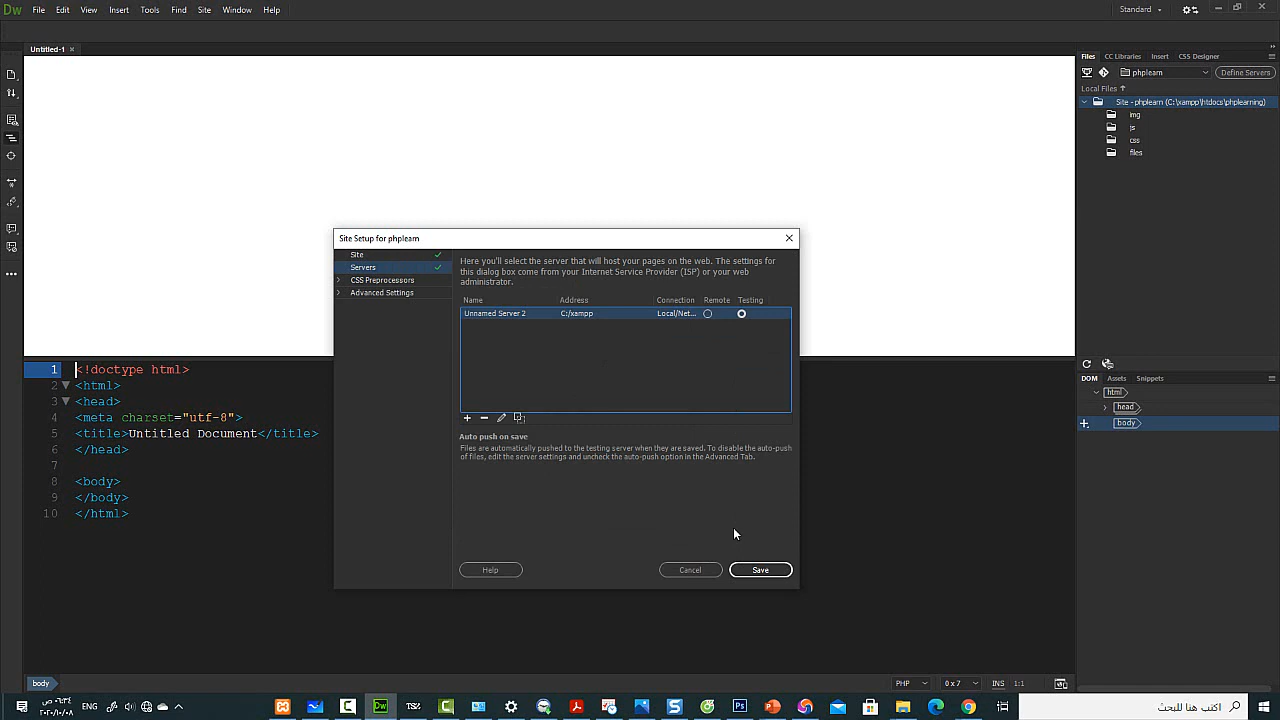 Dw File Edit View Insert Tools Find Site Window Help
Standard
Untitled-1
Files CC Libraries Insert CSS Designer
phplearn Define Servers
Local Files
Site - phplearn (C:\xampp\htdocs\phplearning)
img
js
css
files
Site Setup for phplearn
Site
Servers
CSS Preprocessors
Advanced Settings
Here you'll select the server that will host your pages on the web. The settings for
this dialog box come from your Internet Service Provider (ISP) or your web
administrator.
Name Address Connection Remote Testing
Unnamed Server 2 C:/xampp Local/Net...
Auto push on save
Files are automatically pushed to the testing server when they are saved. To disable the auto-push
of files, edit the server settings and uncheck the auto-push option in the Advanced Tab.
Help Cancel Save
1 <!doctype html>
2 <html>
3 <head>
4 <meta charset="utf-8">
5 <title>Untitled Document</title>
6 </head>
7
8 <body>
9 </body>
10 </html>
DOM Assets Snippets
html
head
body
body
PHP 0 x 7 INS 1:1
ENG
Dw
Ps
اكتب هنا للبحث